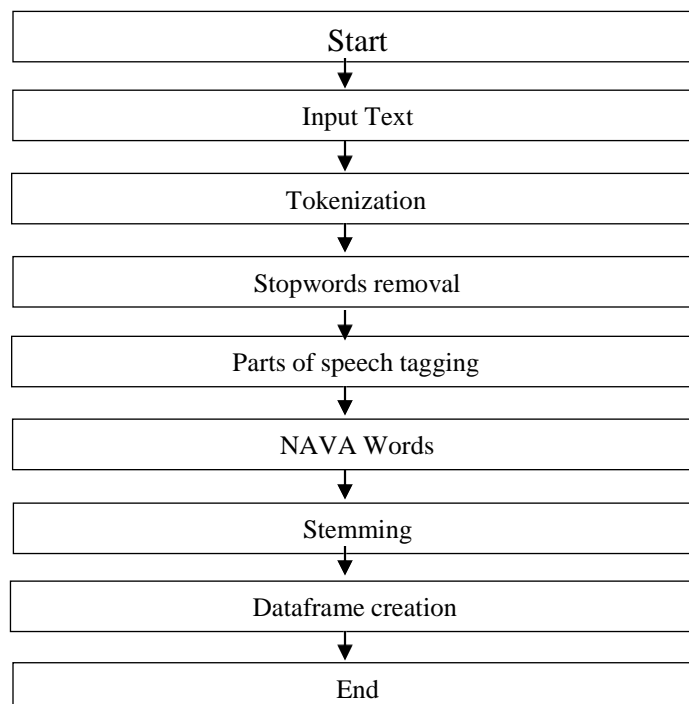 Start
Input Text
Tokenization
Stopwords removal
Parts of speech tagging
NAVA Words
Stemming
Dataframe creation
End